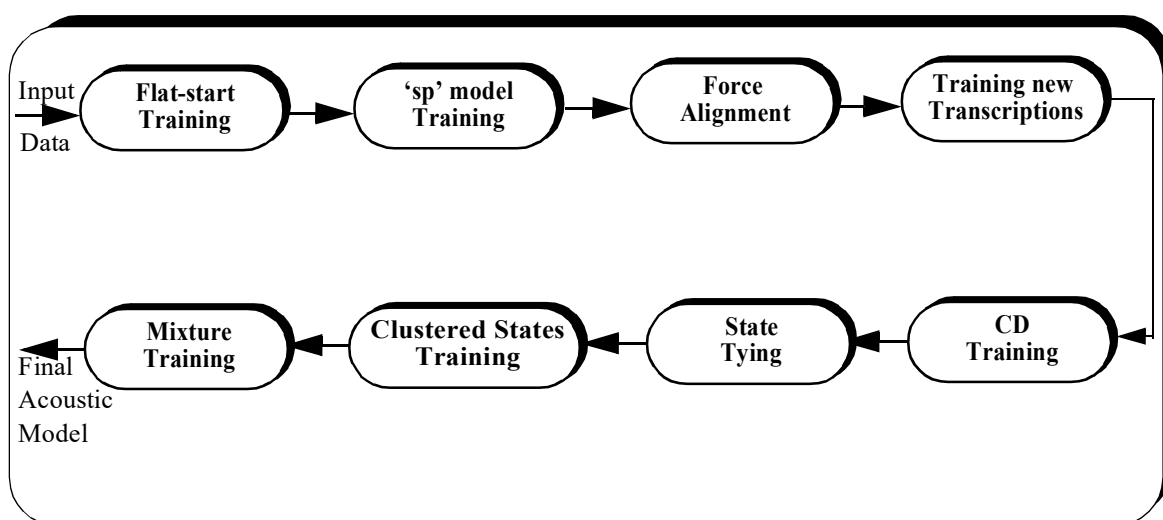 Input
Data
Flat-start
Training
‘sp’ model
Training
Force
Alignment
Training new
Transcriptions
CD
Training
State
Tying
Clustered States
Training
Mixture
Training
Final
Acoustic
Model